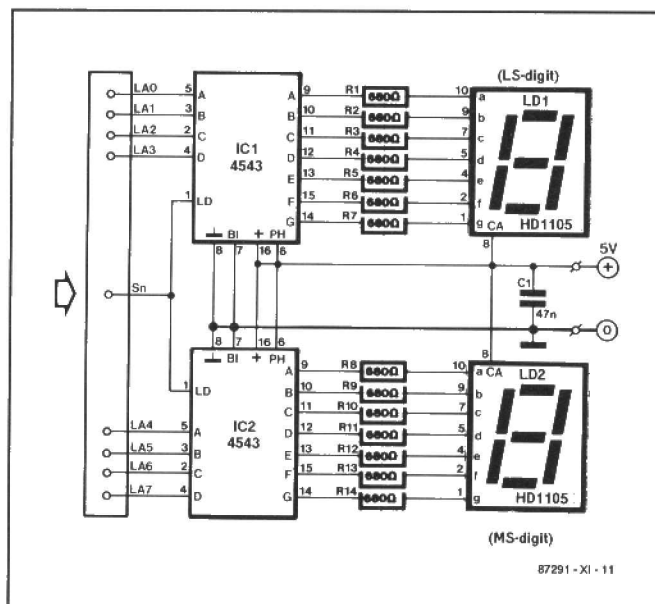 (LS-digit)
LA0 5 A A 9 R1 680Ω 10 a LD1
LA1 3 B B 10 R2 680Ω 9 b
LA2 2 C IC1 C 11 R3 680Ω 7 c
LA3 4 D 4543 D 12 R4 680Ω 5 d
E 13 R5 680Ω 4 e
1 LD F 15 R6 680Ω 2 f
G 14 R7 680Ω 1 g CA HD1105
⊥ BI + PH 8
8 7 16 6 5V
+
Sn C1
47n
0
8 7 16 6 8
⊥ BI + PH A 9 R8 680Ω 10 a CA LD2
1 LD B 10 R9 680Ω 9 b
IC2 C 11 R10 680Ω 7 c
LA4 5 A 4543 D 12 R11 680Ω 5 d
LA5 3 B E 13 R12 680Ω 4 e
LA6 2 C F 15 R13 680Ω 2 f
LA7 4 D G 14 R14 680Ω 1 g HD1105
(MS-digit)
87291 - XI - 11